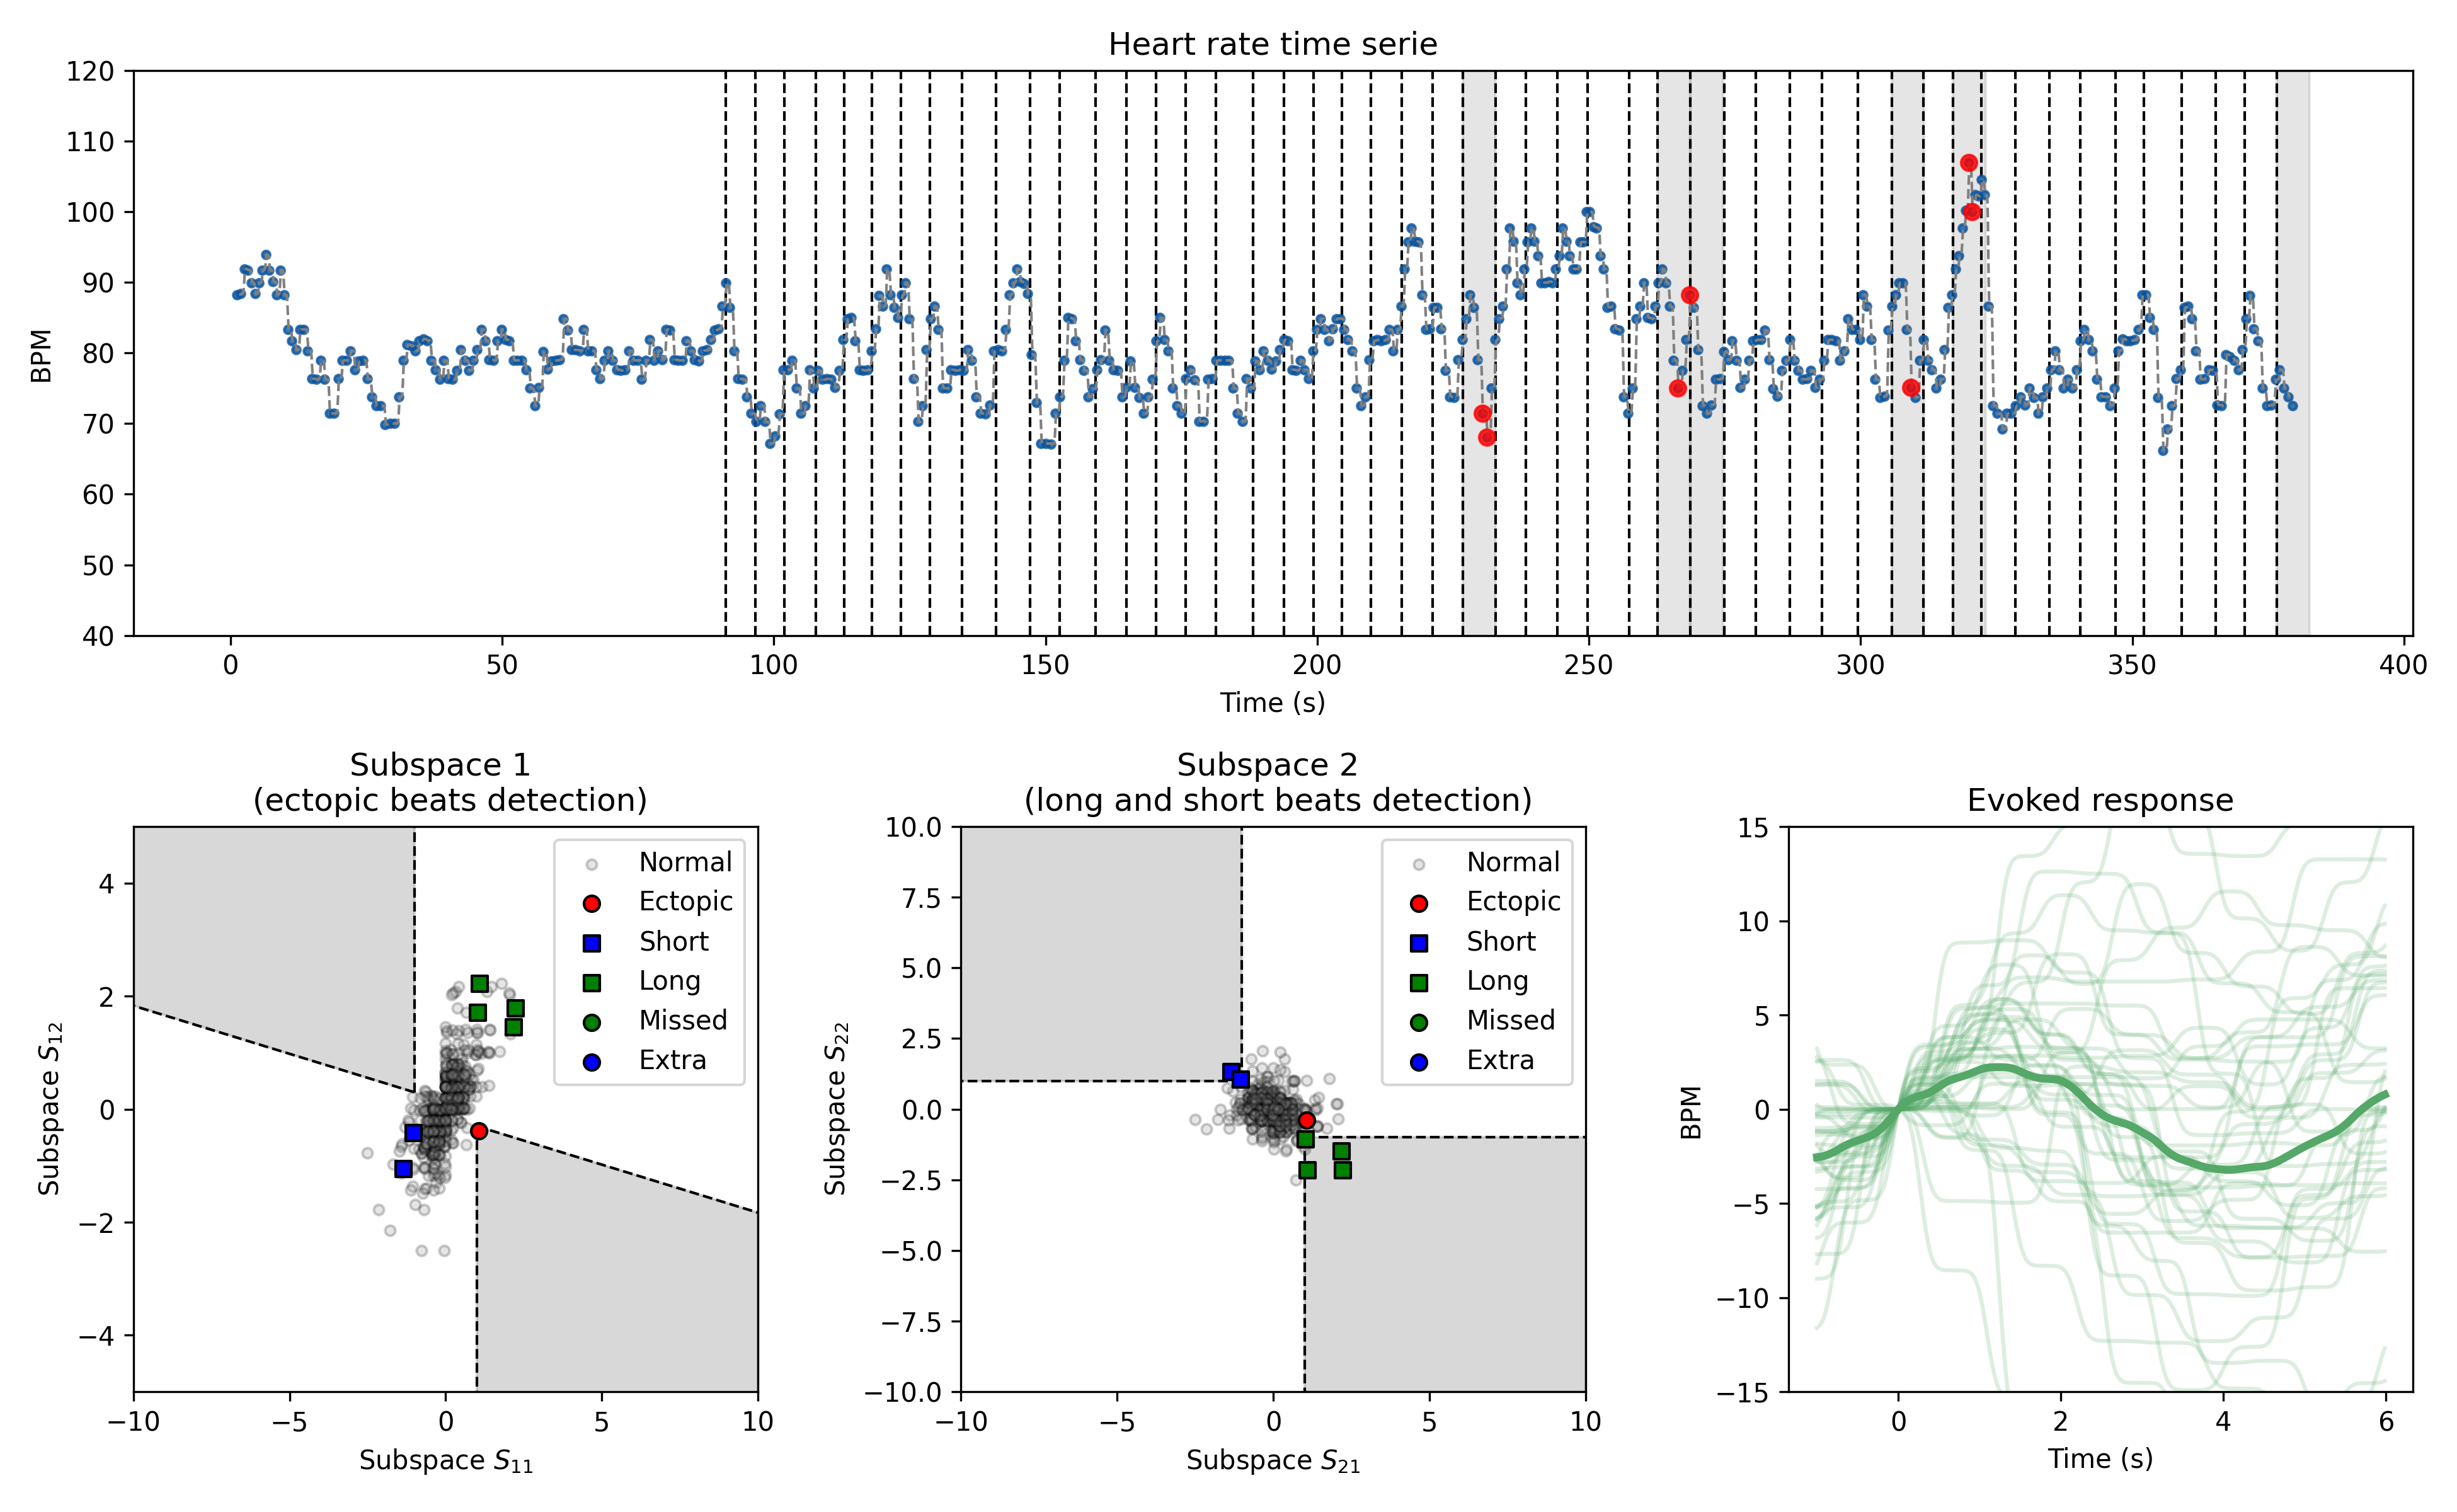 Heart rate time serie
BPM
120
110
100
90
80
70
60
50
40
0 50 100 150 200 250 300 350 400
Time (s)
Subspace 1
(ectopic beats detection)
Subspace S12
4
2
0
−2
−4
Normal
Ectopic
Short
Long
Missed
Extra
−10 −5 0 5 10
Subspace S11
Subspace 2
(long and short beats detection)
Subspace S22
10.0
7.5
5.0
2.5
0.0
−2.5
−5.0
−7.5
−10.0
Normal
Ectopic
Short
Long
Missed
Extra
−10 −5 0 5 10
Subspace S21
Evoked response
BPM
15
10
5
0
−5
−10
−15
0 2 4 6
Time (s)